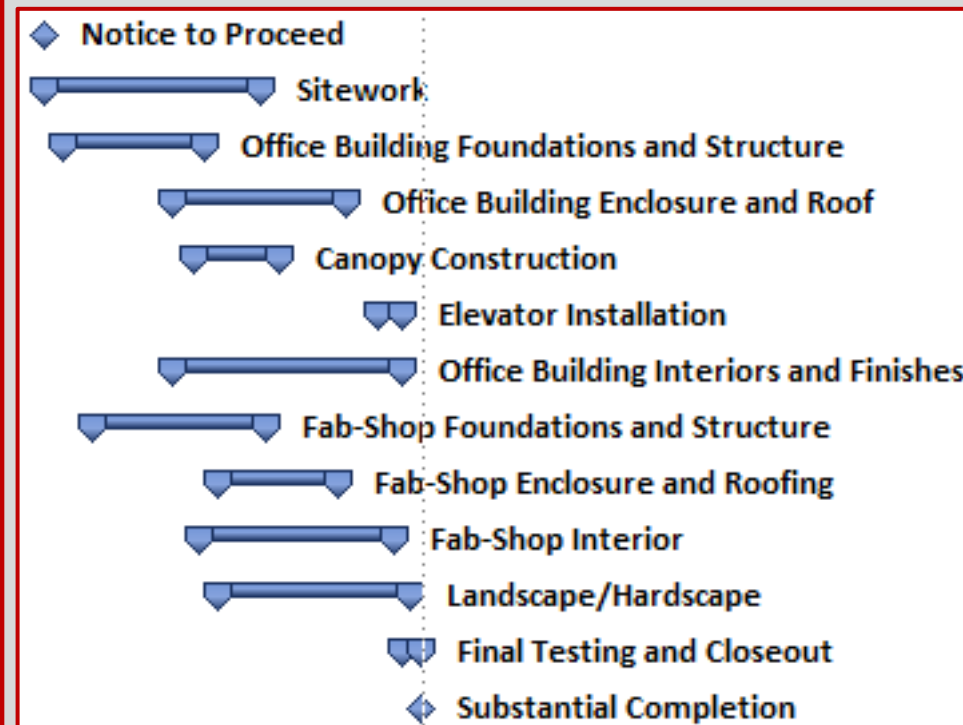 Notice to Proceed
Sitework
Office Building Foundations and Structure
Office Building Enclosure and Roof
Canopy Construction
Elevator Installation
Office Building Interiors and Finishes
Fab-Shop Foundations and Structure
Fab-Shop Enclosure and Roofing
Fab-Shop Interior
Landscape/Hardscape
Final Testing and Closeout
Substantial Completion